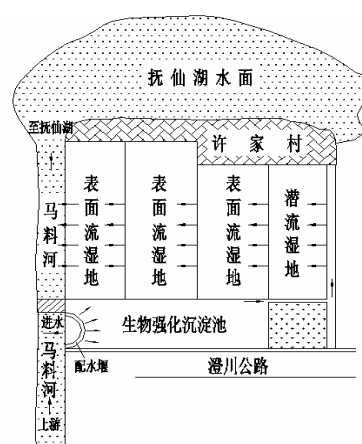 抚仙湖水面
至抚仙湖
许家村
马料河
表面流湿地
表面流湿地
表面流湿地
潜流湿地
进水
生物强化沉淀池
配水堰
马料河
澄川公路
上游